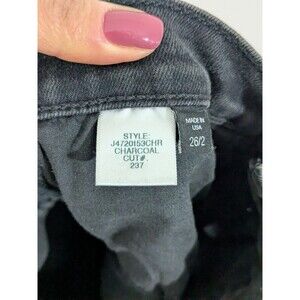 STYLE:
J4720153CHR
CHARCOAL
CUT#.
237
MADE IN
USA
26/2